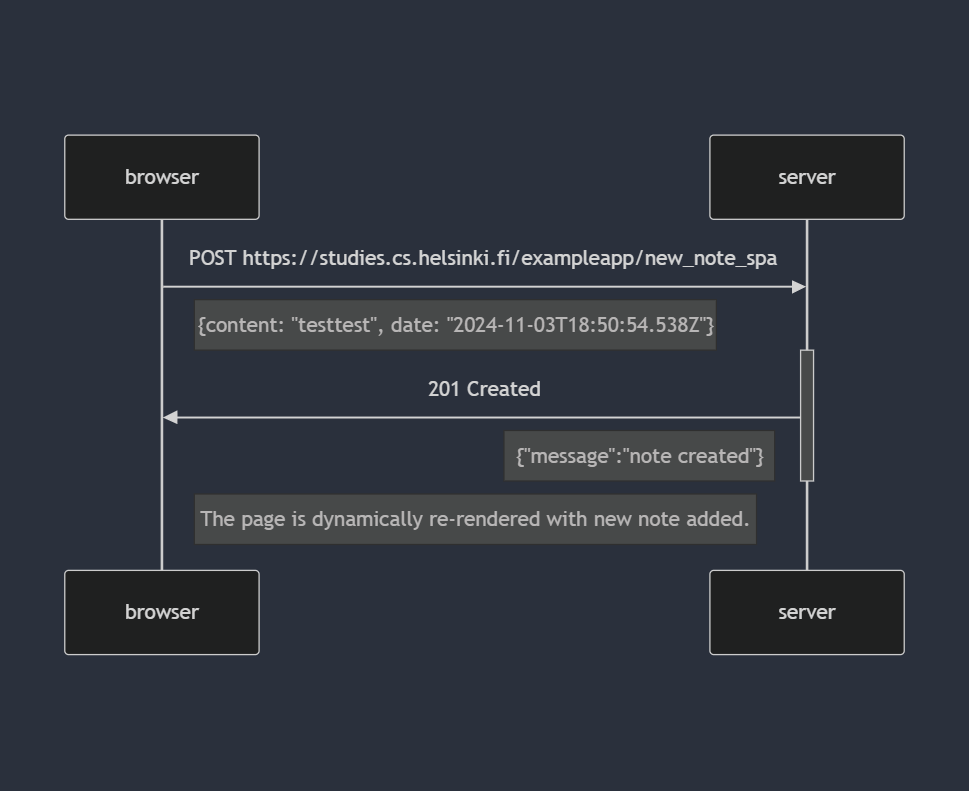 browser
server
POST https://studies.cs.helsinki.fi/exampleapp/new_note_spa
{content: "testtest", date: "2024-11-03T18:50:54.538Z"}
201 Created
{"message":"note created"}
The page is dynamically re-rendered with new note added.
browser
server